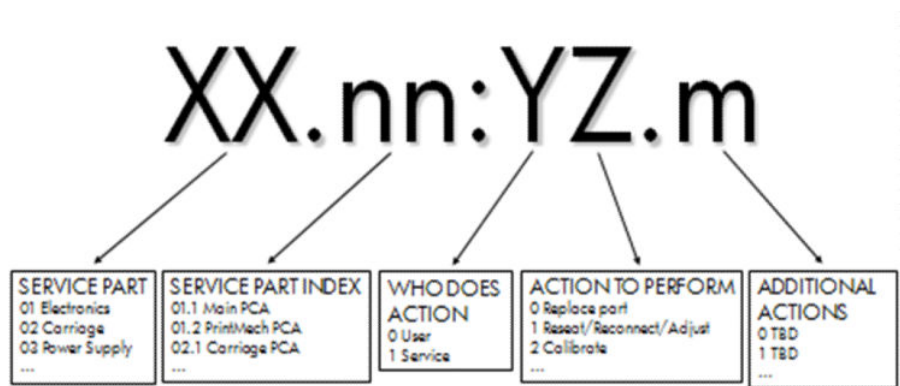 XX.nn:YZ.m
SERVICE PART
01 Electronics
02 Carriage
03 Power Supply
...
SERVICE PART INDEX
01.1 Main PCA
01.2 PrintMech PCA
02.1 Carriage PCA
...
WHO DOES
ACTION
0 User
1 Service
ACTION TO PERFORM
0 Replace part
1 Reseat/Reconnect/Adjust
2 Calibrate
...
ADDITIONAL
ACTIONS
0 TBD
1 TBD
...